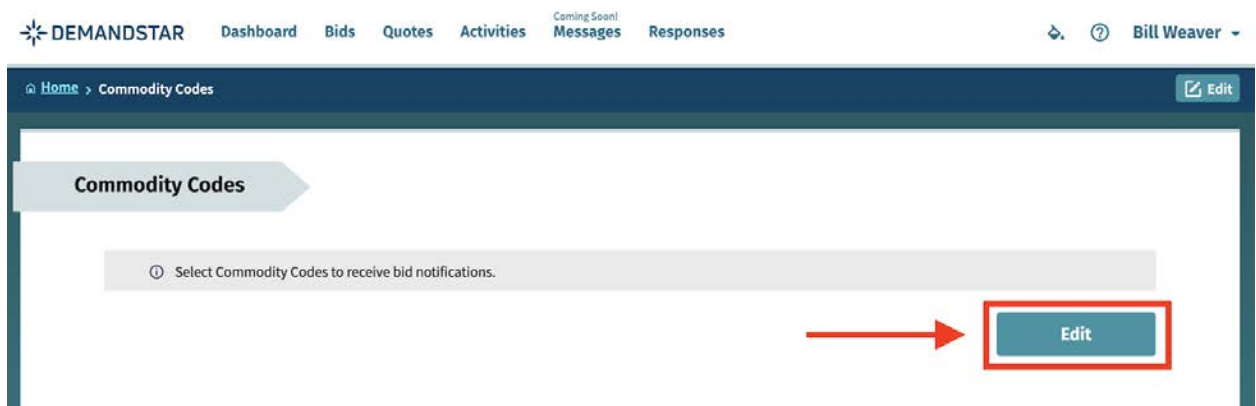 DEMANDSTAR Dashboard Bids Quotes Activities Coming Soon! Messages Responses Bill Weaver
Home > Commodity Codes Edit
Commodity Codes
Select Commodity Codes to receive bid notifications.
Edit